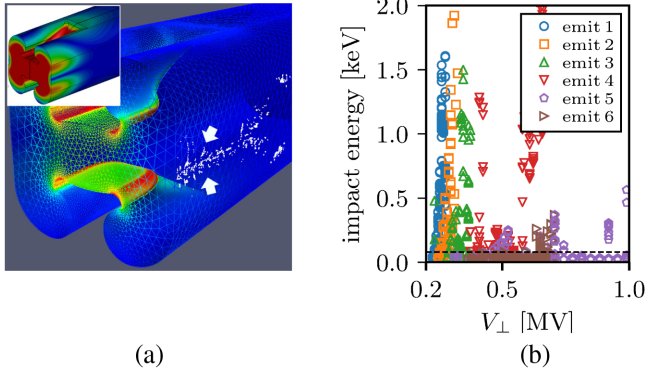 (a)
(b)
impact energy [keV]
2.0
1.5
1.0
0.5
0.0
emit 1
emit 2
emit 3
emit 4
emit 5
emit 6
0.2
0.5
1.0
V⊥ [MV]